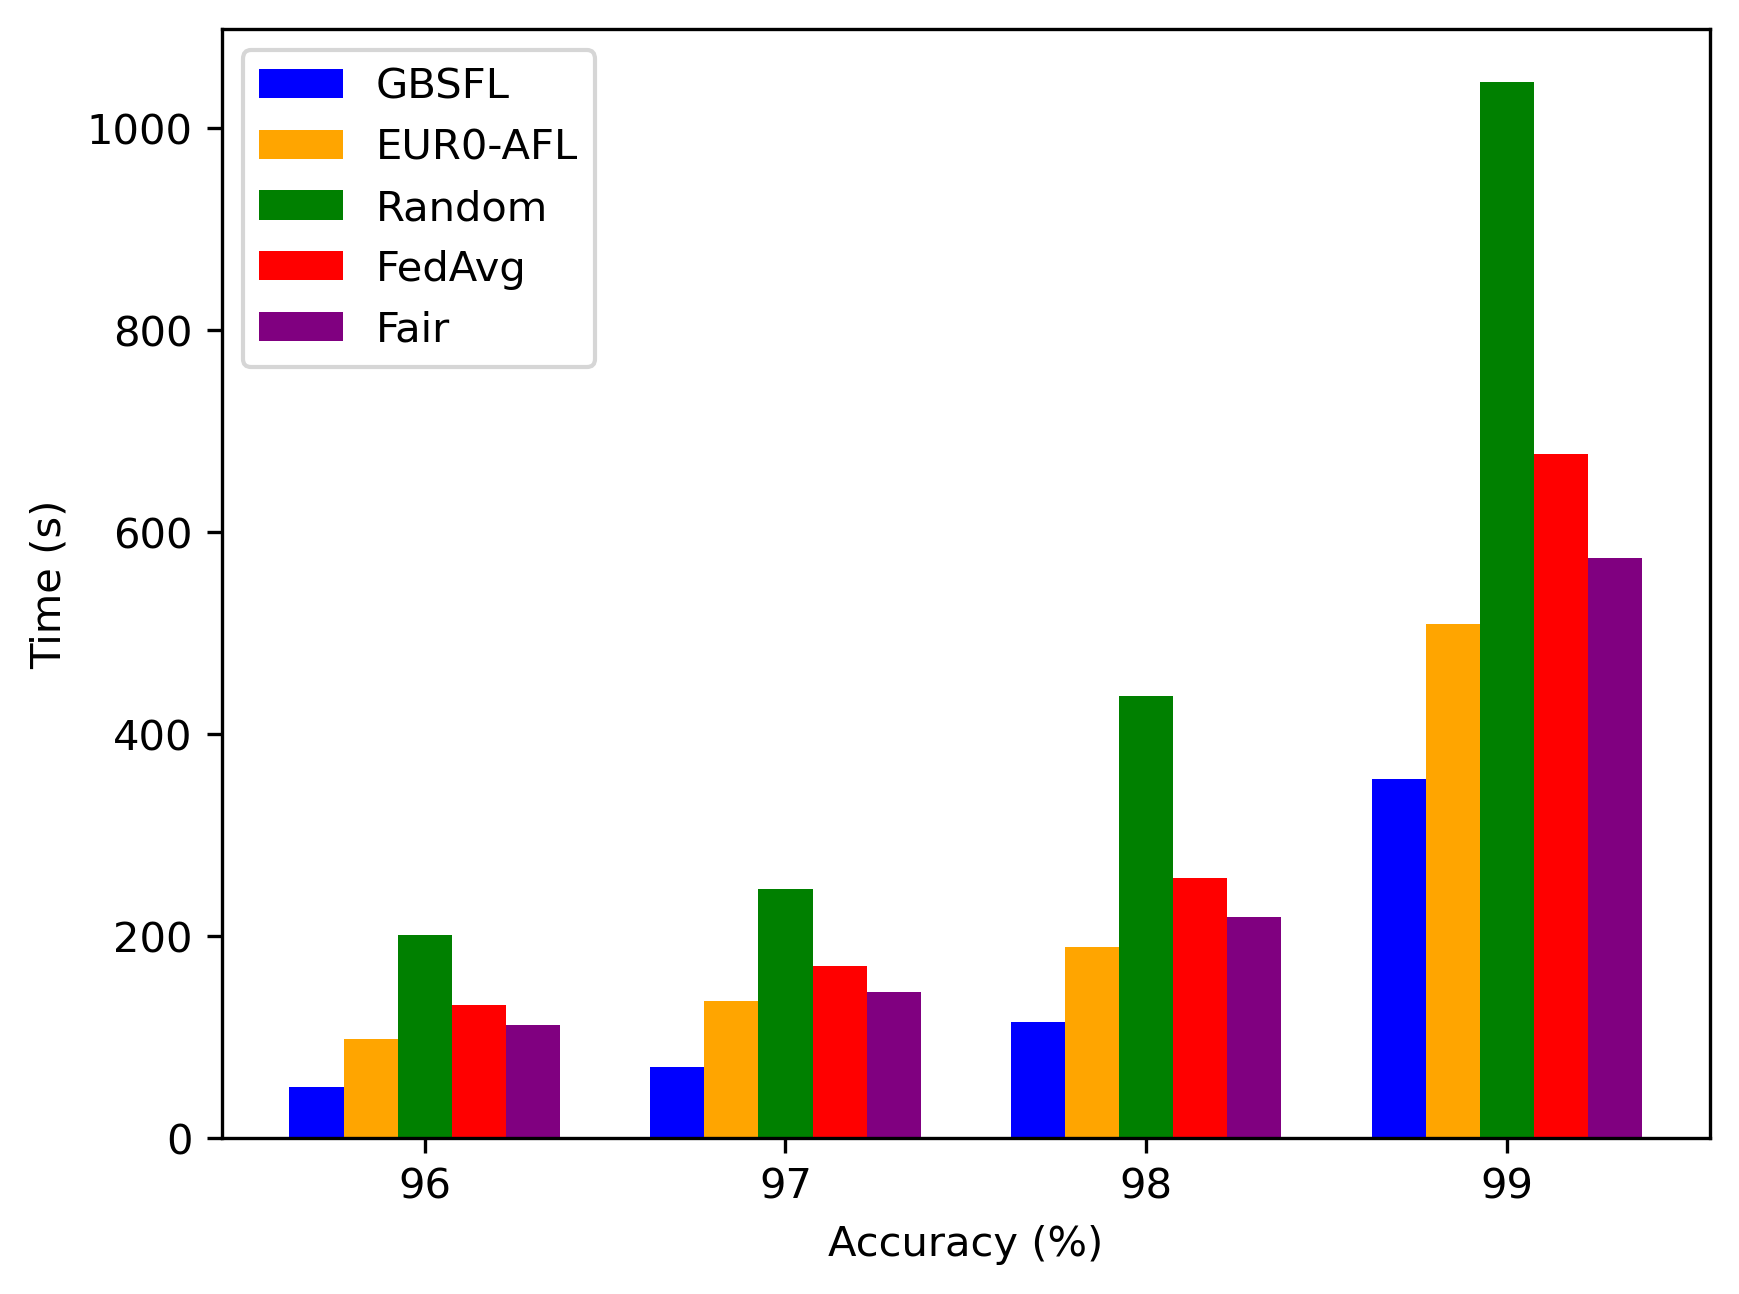 GBSFL
EUR0-AFL
Random
FedAvg
Fair
1000
800
600
400
200
0
Time (s)
96 97 98 99
Accuracy (%)